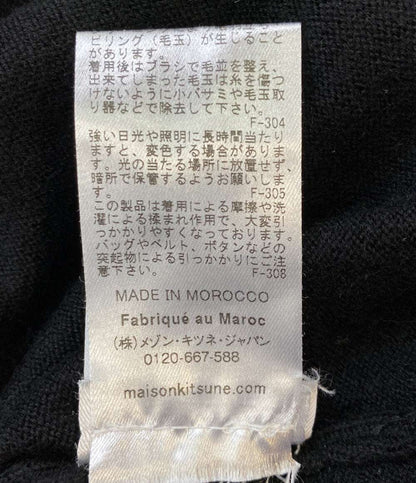 ピリング（毛玉）が生じること
があります。
着用後はブラシで毛並を整え、
出来てしまった毛玉は糸を傷つ
けないように小バサミや毛玉取
り器などで除去して下さい。
F-304
強い日光や照明に長時間当たり
ますと、変色する場合がありま
す。光の当たる場所に放置せず、
暗所で保管するようお願いしま
す。
F-305
この製品は着用による摩擦や洗
濯による揉まれ作用で、大変引
っかかりやすくなっております。
バッグやベルト、ボタンなどの
突起物による引っかかりにご注
意下さい。
F-308
MADE IN MOROCCO
Fabriqué au Maroc
（株）メゾン・キツネ・ジャパン
0120-667-588
maisonkitsune.com